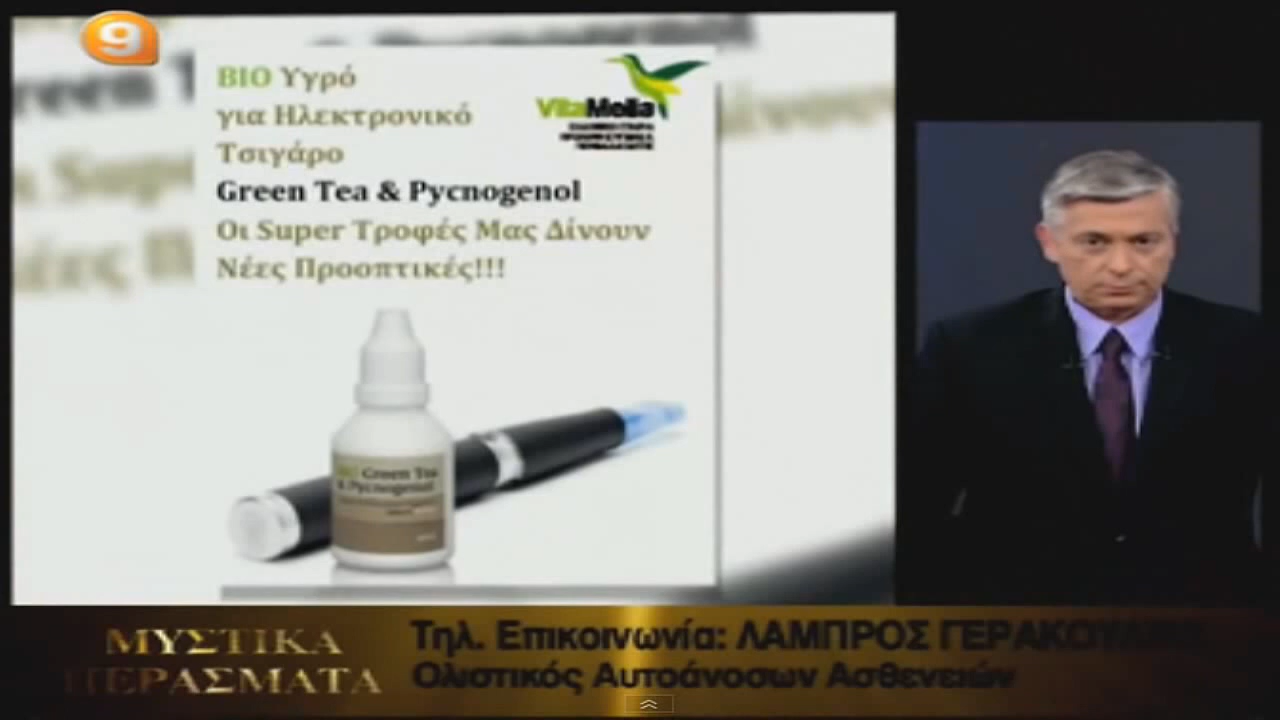 9
ΒΙΟ Υγρό
για Ηλεκτρονικό
Τσιγάρο
Green Tea & Pycnogenol
Οι Super Τροφές Μας Δίνουν
Νέες Προοπτικές!!!
VitaMelia
Green Tea
& Pycnogenol
ΜΥΣΤΙΚΑ
ΠΕΡΑΣΜΑΤΑ
Τηλ. Επικοινωνία: ΛΑΜΠΡΟΣ
Ολιστικός Αυτοάνοσων Ασθενειών